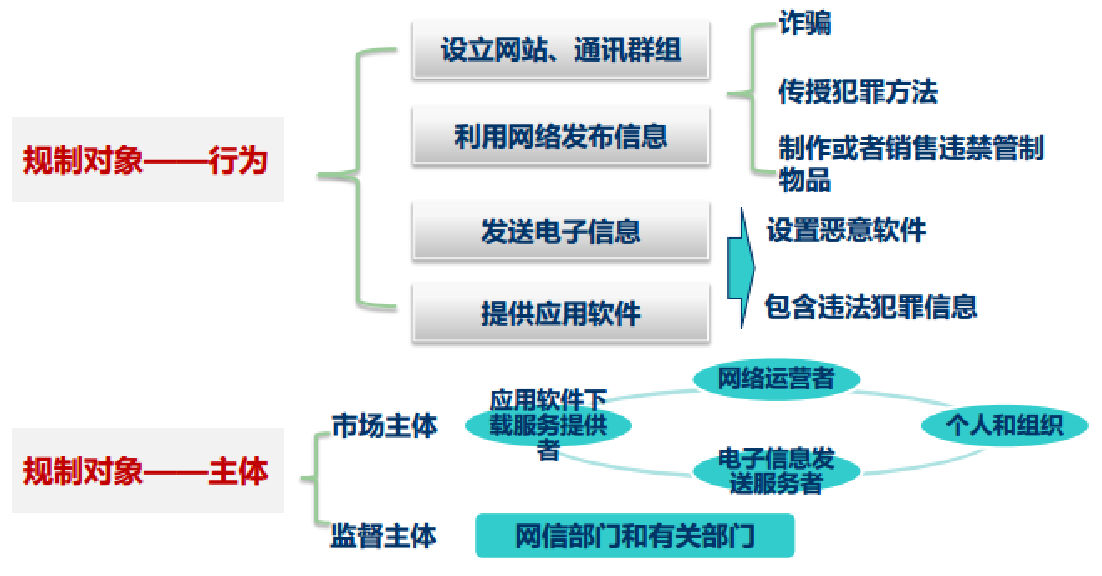 规制对象——行为
设立网站、通讯群组
利用网络发布信息
发送电子信息
提供应用软件
诈骗
传授犯罪方法
制作或者销售违禁管制
物品
设置恶意软件
包含违法犯罪信息
规制对象——主体
市场主体
应用软件下
载服务提供
者
网络运营者
电子信息发
送服务者
个人和组织
监督主体
网信部门和有关部门